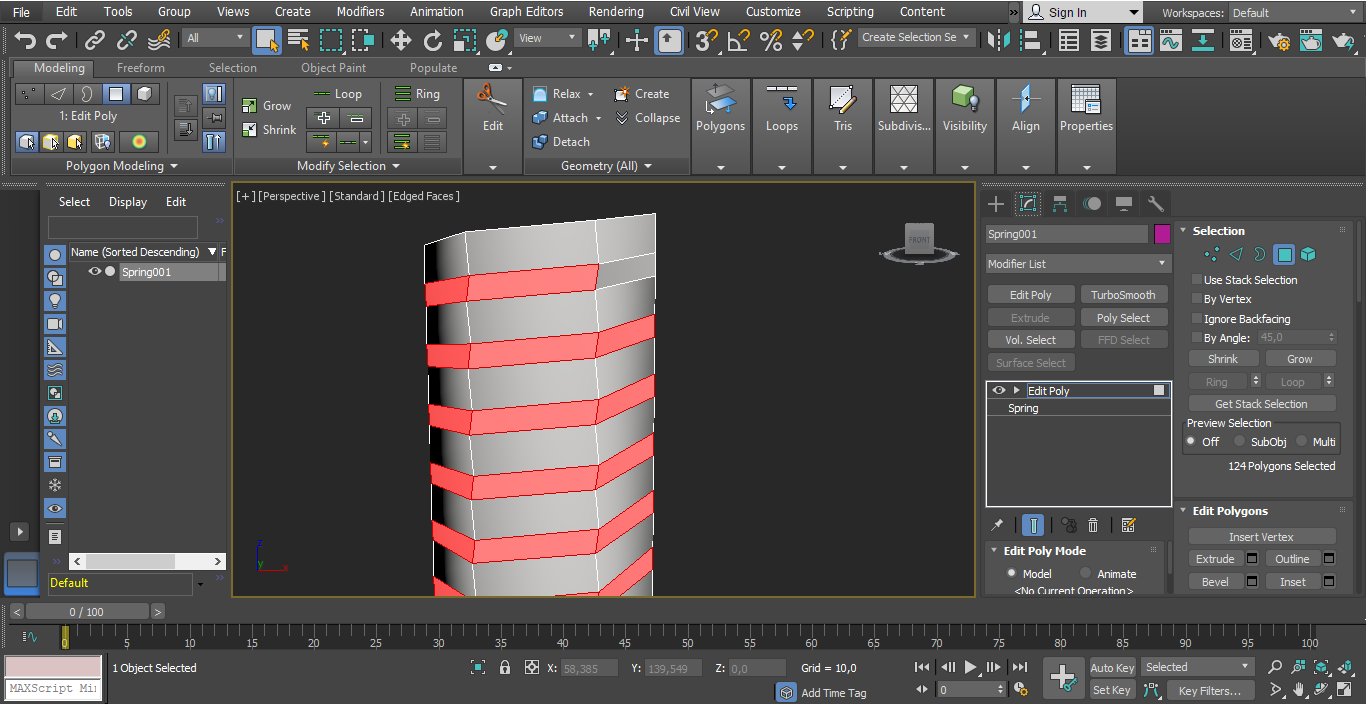 File Edit Tools Group Views Create Modifiers Animation Graph Editors Rendering Civil View Customize Scripting Content » Sign In Workspaces: Default
All View Create Selection Se
Modeling Freeform Selection Object Paint Populate
1: Edit Poly
Polygon Modeling
Grow
Shrink
Loop
Ring
Modify Selection
Edit
Relax
Create
Attach
Collapse
Detach
Geometry (All)
Polygons
Loops
Tris
Subdivis...
Visibility
Align
Properties
Select Display Edit
Name (Sorted Descending) F
Spring001
Default
[+] [Perspective] [Standard] [Edged Faces]
FRONT
z
y
x
Spring001
Modifier List
Edit Poly TurboSmooth
Extrude Poly Select
Vol. Select FFD Select
Surface Select
Edit Poly
Spring
Edit Poly Mode
Model Animate
<No Current Operation>
Selection
Use Stack Selection
By Vertex
Ignore Backfacing
By Angle: 45,0
Shrink Grow
Ring Loop
Get Stack Selection
Preview Selection
Off SubObj Multi
124 Polygons Selected
Edit Polygons
Insert Vertex
Extrude Outline
Bevel Inset
< 0 / 100 >
0 5 10 15 20 25 30 35 40 45 50 55 60 65 70 75 80 85 90 95 100
MAXScript Mi
1 Object Selected
X: 58,385 Y: 139,549 Z: 0,0 Grid = 10,0
Add Time Tag
0
Auto Key Selected
Set Key Key Filters...